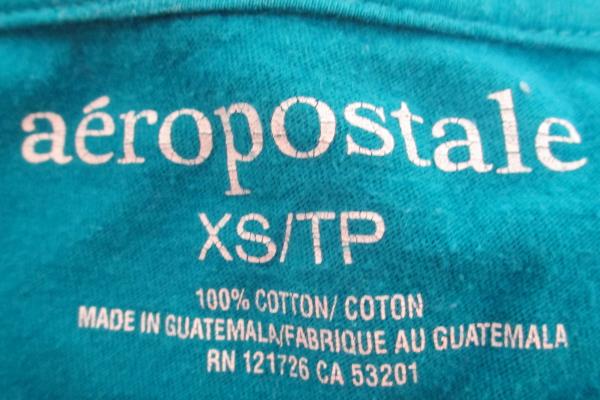 aéropostale
XS/TP
100% COTTON/ COTON
MADE IN GUATEMALA/FABRIQUE AU GUATEMALA
RN 121726 CA 53201